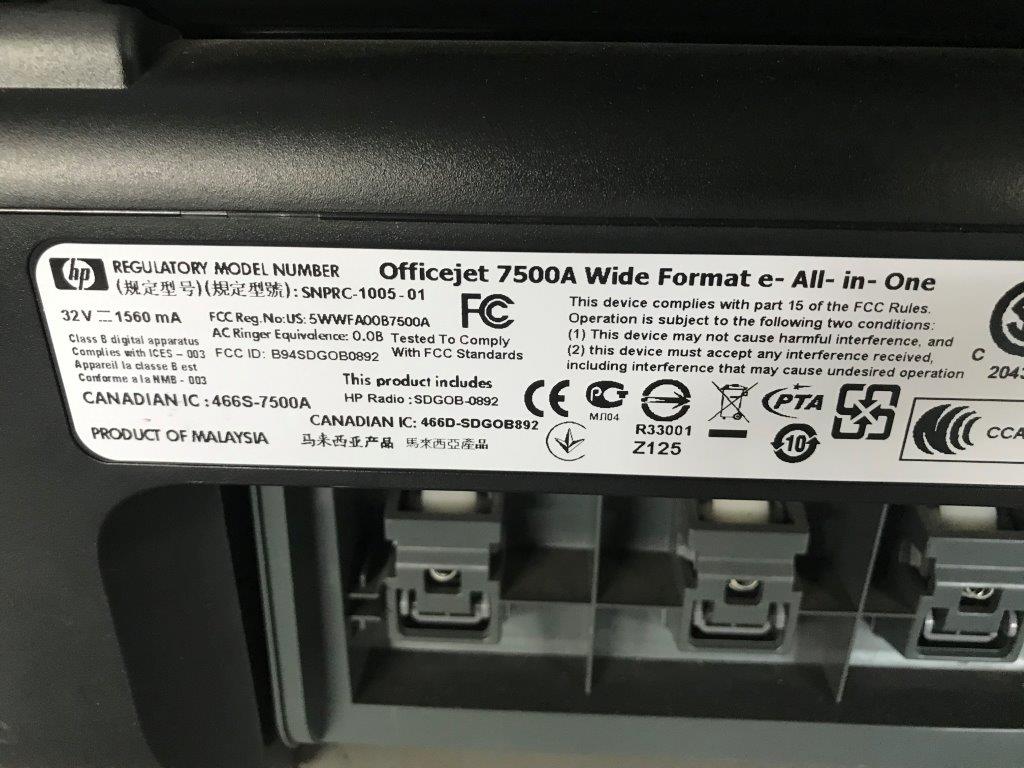 hp REGULATORY MODEL NUMBER
(规定型号)(規定型號): SNPRC-1005-01
Officejet 7500A Wide Format e- All- in- One
32V ⎓ 1560 mA
FCC Reg.No:US: 5WWFA00B7500A
AC Ringer Equivalence: 0.0B
FCC ID: B94SDGOB0892
FC
Tested To Comply
With FCC Standards
This device complies with part 15 of the FCC Rules.
Operation is subject to the following two conditions:
(1) This device may not cause harmful interference, and
(2) this device must accept any interference received,
including interference that may cause undesired operation
Class B digital apparatus
Complies with ICES - 003
Appareil la classe B est
Conforme a la NMB - 003
CANADIAN IC : 466S-7500A
This product includes
HP Radio : SDGOB-0892
CANADIAN IC: 466D-SDGOB892
PRODUCT OF MALAYSIA
马来西亚产品 馬來西亞產品
CE
МЛ04
R33001
Z125
PTA
10
C
2043
CCA